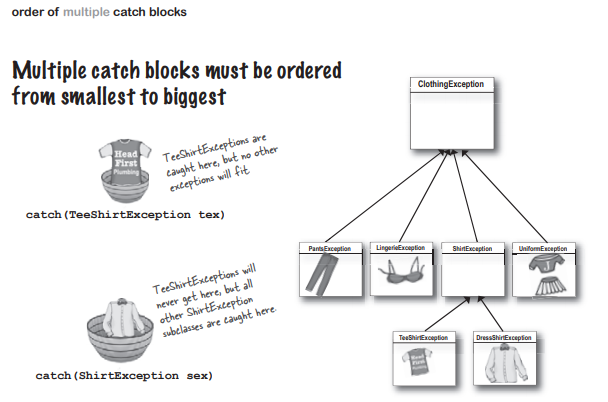 order of multiple catch blocks
Multiple catch blocks must be ordered
from smallest to biggest
Head
First
Plumbing
TeeShirtExceptions are
caught here, but no other
exceptions will fit.
catch(TeeShirtException tex)
TeeShirtExceptions will
never get here, but all
other ShirtException
subclasses are caught here.
catch(ShirtException sex)
ClothingException
PantsException
LingerieException
ShirtException
UniformException
TeeShirtException
DressShirtException
Head
First